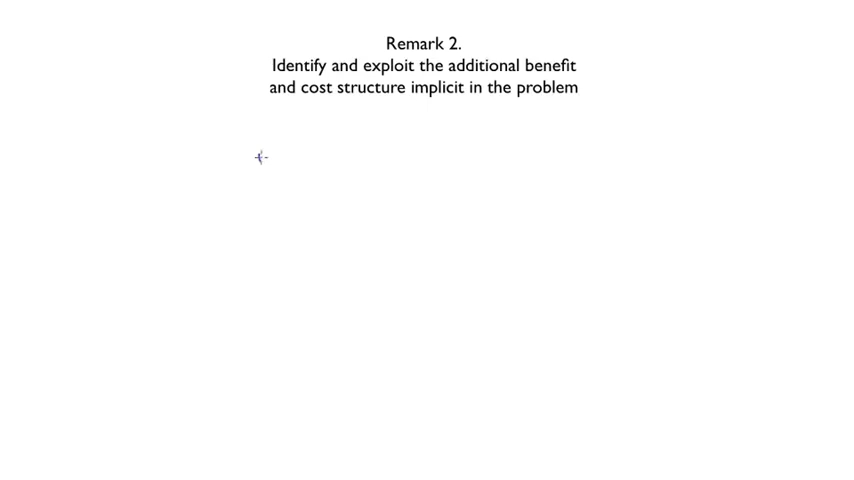 Remark 2.
Identify and exploit the additional benefit
and cost structure implicit in the problem